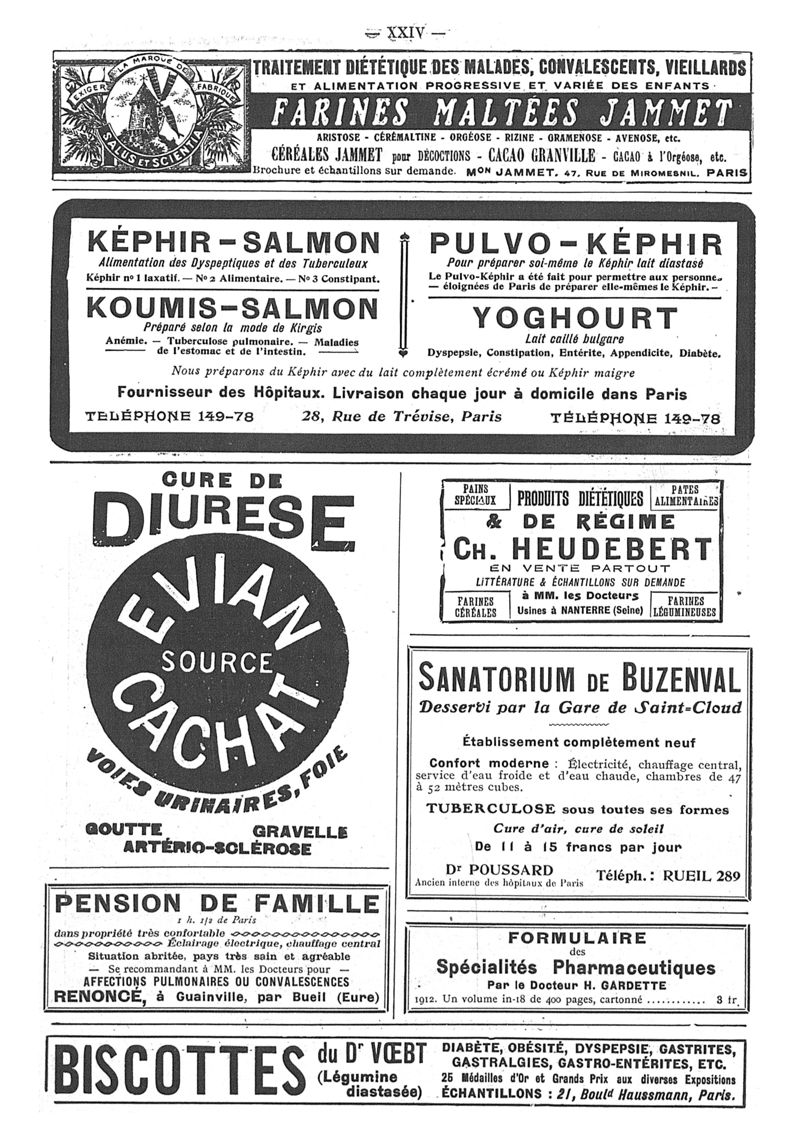 — XXIV —
LA MARQUE DE
EXIGER
FABRIQUE
SALUS ET SCIENTIA
TRAITEMENT DIÉTÉTIQUE DES MALADES, CONVALESCENTS, VIEILLARDS
ET ALIMENTATION PROGRESSIVE ET VARIÉE DES ENFANTS
FARINES MALTÉES JAMMET
ARISTOSE - CÉRÉMALTINE - ORGÉOSE - RIZINE - GRAMENOSE - AVENOSE, etc.
CÉRÉALES JAMMET pour DÉCOCTIONS - CACAO GRANVILLE - CACAO à l'Orgéose, etc.
Brochure et échantillons sur demande. MON JAMMET, 47, RUE DE MIROMESNIL, PARIS
KÉPHIR-SALMON
Alimentation des Dyspeptiques et des Tuberculeux
Képhir no 1 laxatif. — No 2 Alimentaire. — No 3 Constipant.
KOUMIS-SALMON
Préparé selon la mode de Kirgis
Anémie. — Tuberculose pulmonaire. — Maladies
de l'estomac et de l'intestin.
PULVO-KÉPHIR
Pour préparer soi-même le Képhir lait diastasé
Le Pulvo-Képhir a été fait pour permettre aux personne..
— éloignées de Paris de préparer elle-mêmes le Képhir. -
YOGHOURT
Lait caillé bulgare
Dyspepsie, Constipation, Entérite, Appendicite, Diabète.
Nous préparons du Képhir avec du lait complètement écrémé ou Képhir maigre
Fournisseur des Hôpitaux. Livraison chaque jour à domicile dans Paris
TELÉPHONE 149-78 28, Rue de Trévise, Paris TÉLÉPHONE 149-78
CURE DE
DIURESE
EVIAN
SOURCE
CACHAT
VOIES URINAIRES, FOIE
GOUTTE GRAVELLE
ARTÉRIO-SCLÉROSE
PAINS SPÉCIAUX
PRODUITS DIÉTÉTIQUES
PATES ALIMENTAIRES
& DE RÉGIME
CH. HEUDEBERT
EN VENTE PARTOUT
LITTÉRATURE & ÉCHANTILLONS SUR DEMANDE
à MM. les Docteurs
Usines à NANTERRE (Seine)
FARINES CÉRÉALES
FARINES LÉGUMINEUSES
SANATORIUM DE BUZENVAL
Desservi par la Gare de Saint-Cloud
Établissement complètement neuf
Confort moderne : Électricité, chauffage central,
service d'eau froide et d'eau chaude, chambres de 47
à 52 mètres cubes.
TUBERCULOSE sous toutes ses formes
Cure d'air, cure de soleil
De 11 à 15 francs par jour
Dr POUSSARD
Ancien interne des hôpitaux de Paris
Téléph.: RUEIL 289
PENSION DE FAMILLE
1 h. 1/2 de Paris
dans propriété très confortable
Éclairage électrique, chauffage central
Situation abritée, pays très sain et agréable
— Se recommandant à MM. les Docteurs pour —
AFFECTIONS PULMONAIRES OU CONVALESCENCES
RENONCÉ, à Guainville, par Bueil (Eure)
FORMULAIRE
des
Spécialités Pharmaceutiques
Par le Docteur H. GARDETTE
1912. Un volume in-18 de 400 pages, cartonné ............ 3 fr.
BISCOTTES
du Dr VŒBT
(Légumine
diastasée)
DIABÈTE, OBÉSITÉ, DYSPEPSIE, GASTRITES,
GASTRALGIES, GASTRO-ENTÉRITES, ETC.
25 Médailles d'Or et Grands Prix aux diverses Expositions
ÉCHANTILLONS : 21, Bould Haussmann, Paris.